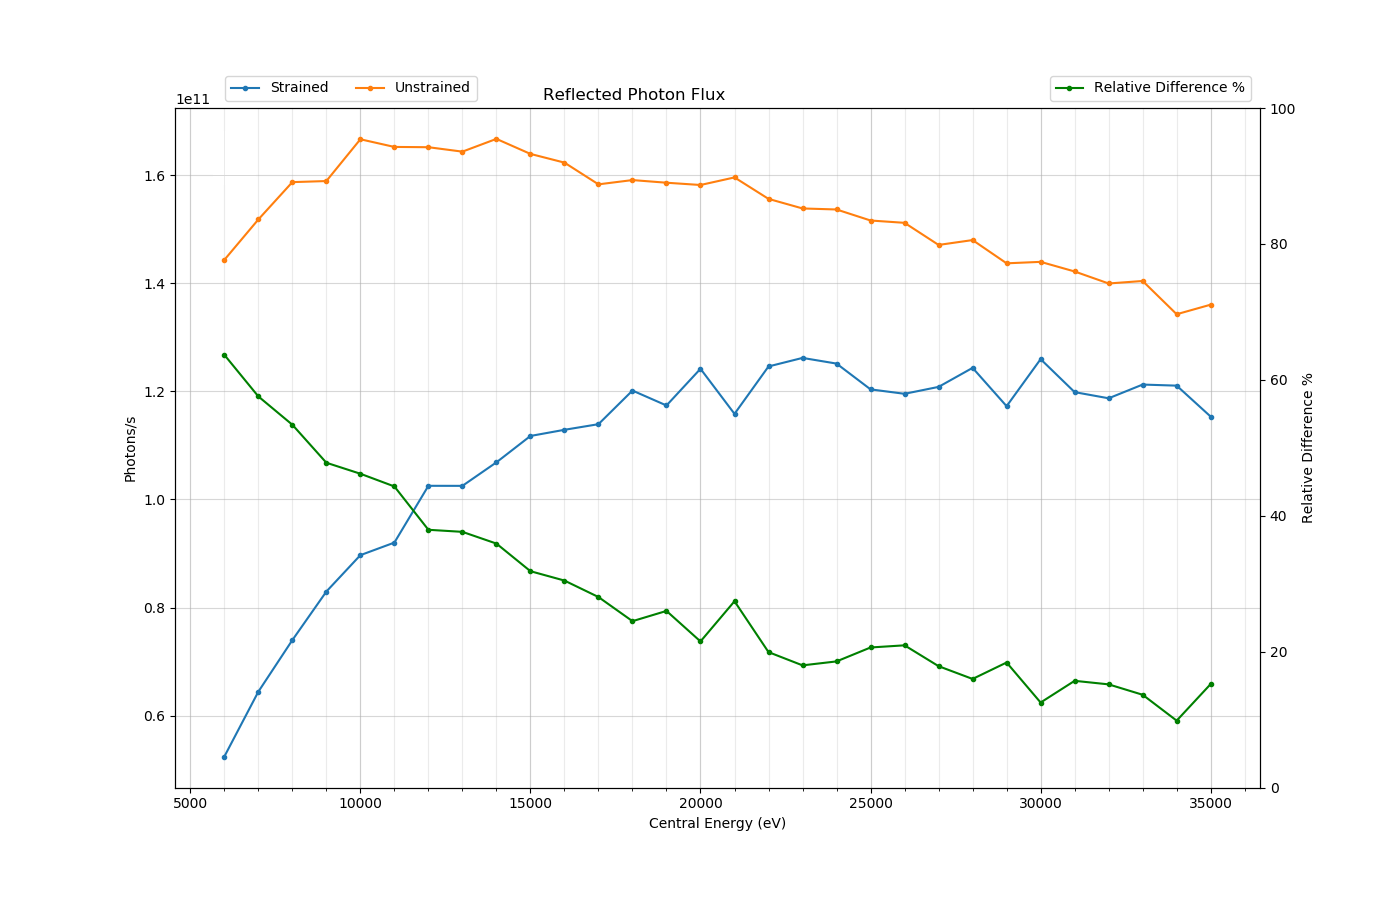 Strained Unstrained Relative Difference %
Reflected Photon Flux
1e11
1.6
1.4
1.2
1.0
0.8
0.6
Photons/s
100
80
60
40
20
0
Relative Difference %
5000 10000 15000 20000 25000 30000 35000
Central Energy (eV)